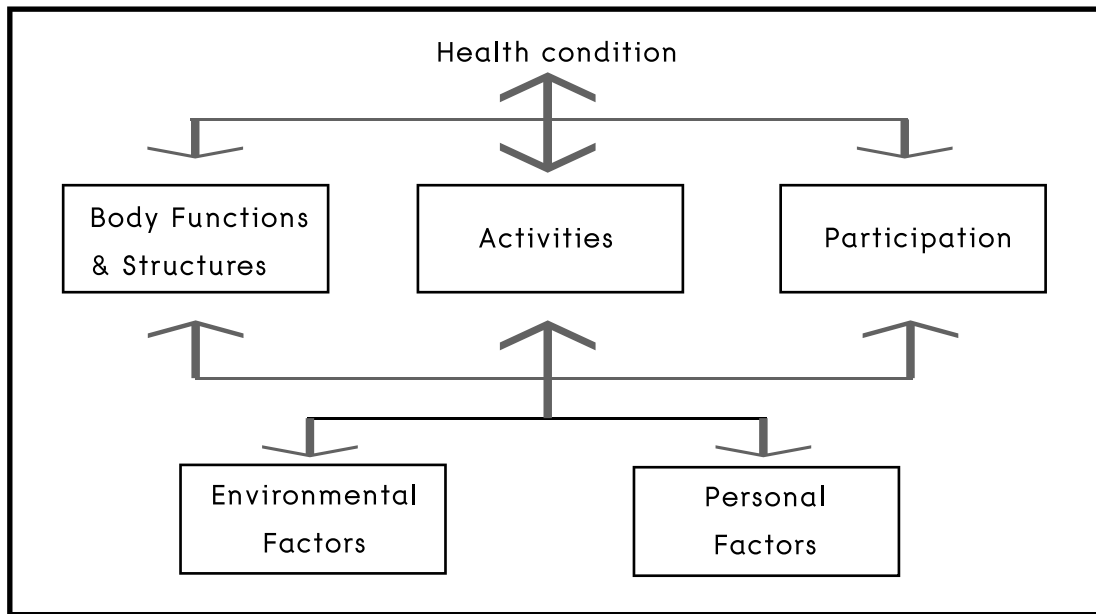 Health condition
Body Functions
& Structures
Activities
Participation
Environmental
Factors
Personal
Factors